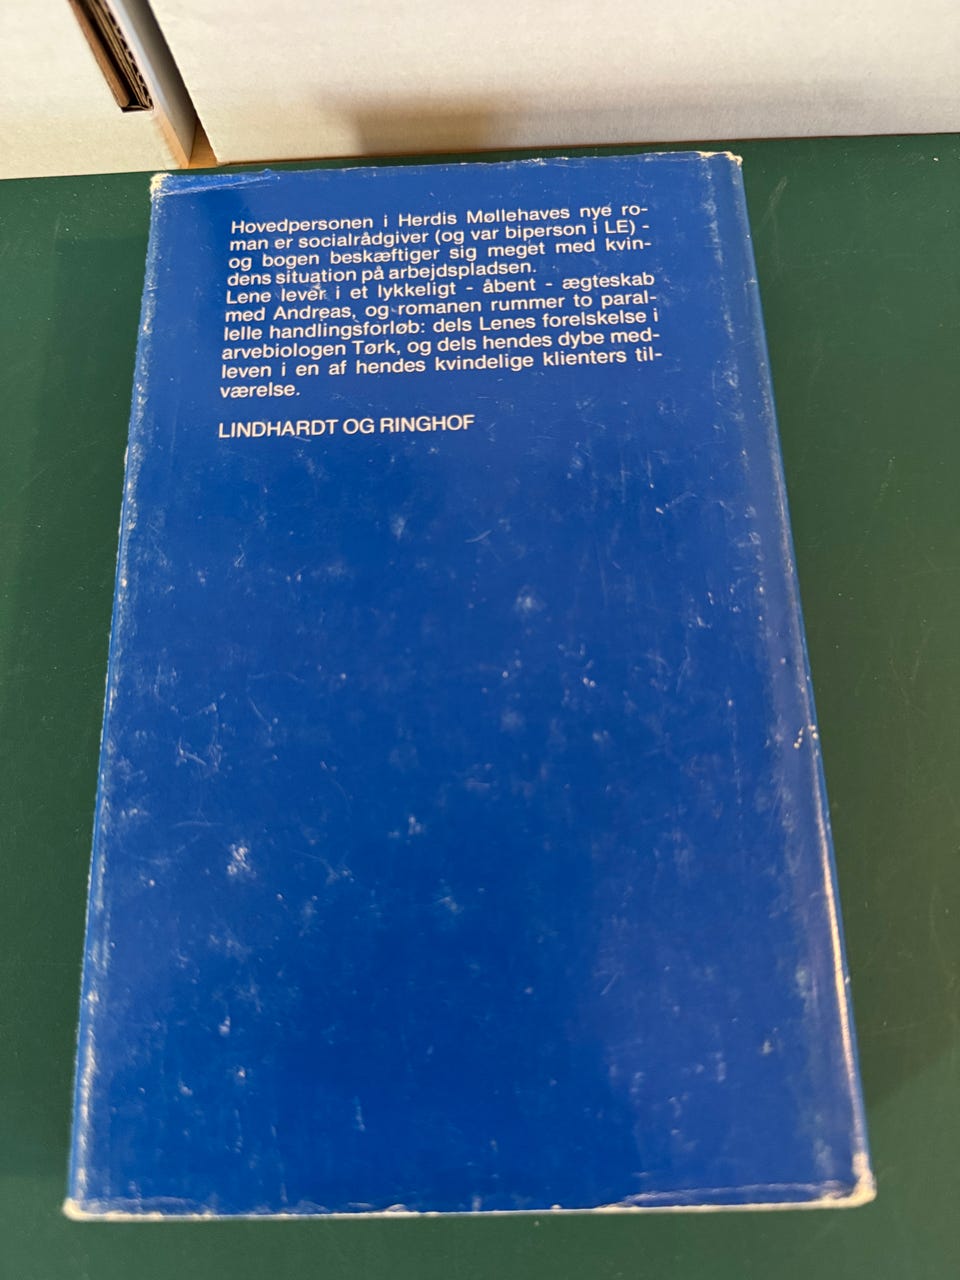 Hovedpersonen i Herdis Møllehaves nye ro-
man er socialrådgiver (og var biperson i LE) -
og bogen beskæftiger sig meget med kvin-
dens situation på arbejdspladsen.
Lene lever i et lykkeligt - åbent - ægteskab
med Andreas, og romanen rummer to paral-
lelle handlingsforløb: dels Lenes forelskelse i
arvebiologen Tørk, og dels hendes dybe med-
leven i en af hendes kvindelige klienters til-
værelse.
LINDHARDT OG RINGHOF